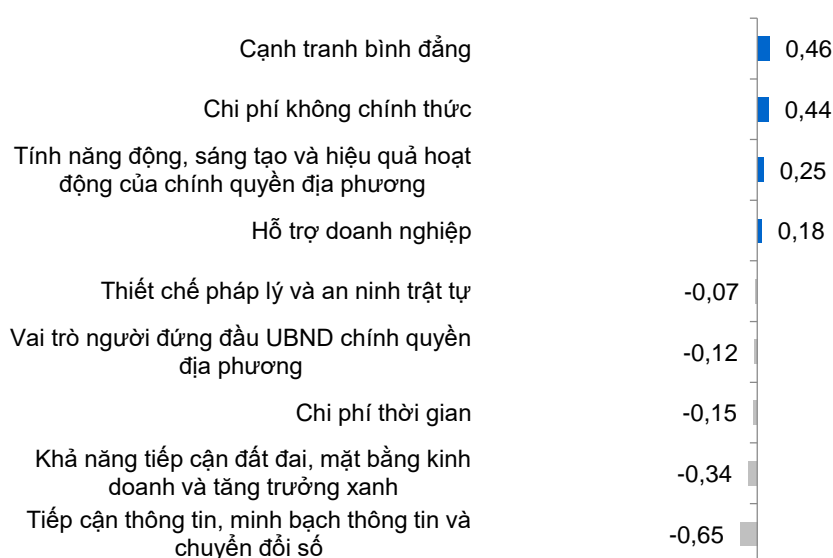 Cạnh tranh bình đẳng
0,46
Chi phí không chính thức
0,44
Tính năng động, sáng tạo và hiệu quả hoạt
động của chính quyền địa phương
0,25
Hỗ trợ doanh nghiệp
0,18
Thiết chế pháp lý và an ninh trật tự
-0,07
Vai trò người đứng đầu UBND chính quyền
địa phương
-0,12
Chi phí thời gian
-0,15
Khả năng tiếp cận đất đai, mặt bằng kinh
doanh và tăng trưởng xanh
-0,34
Tiếp cận thông tin, minh bạch thông tin và
chuyển đổi số
-0,65